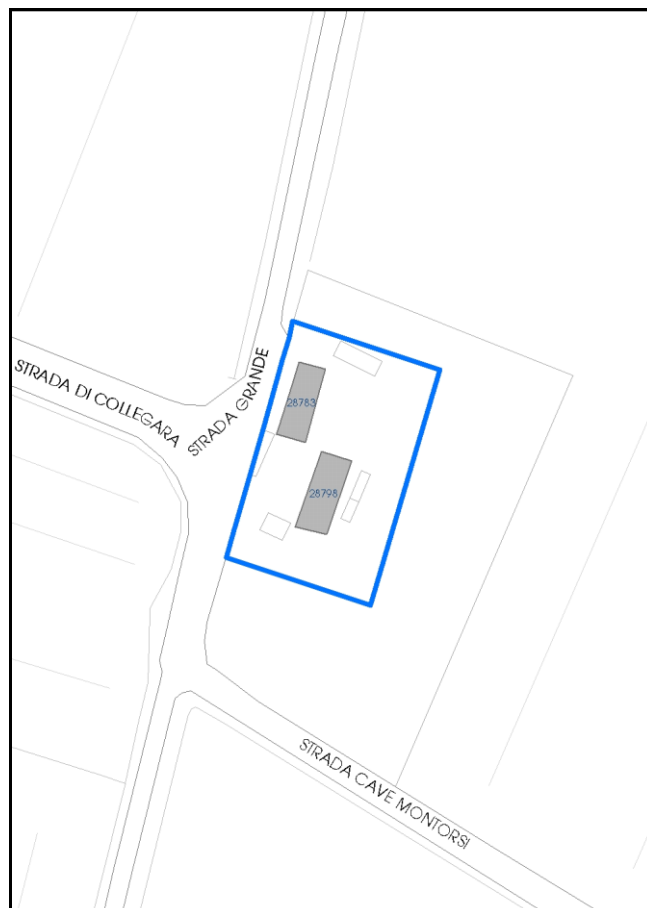 STRADA DI COLLEGARA
STRADA GRANDE
28783
28798
STRADA CAVE MONTORSI